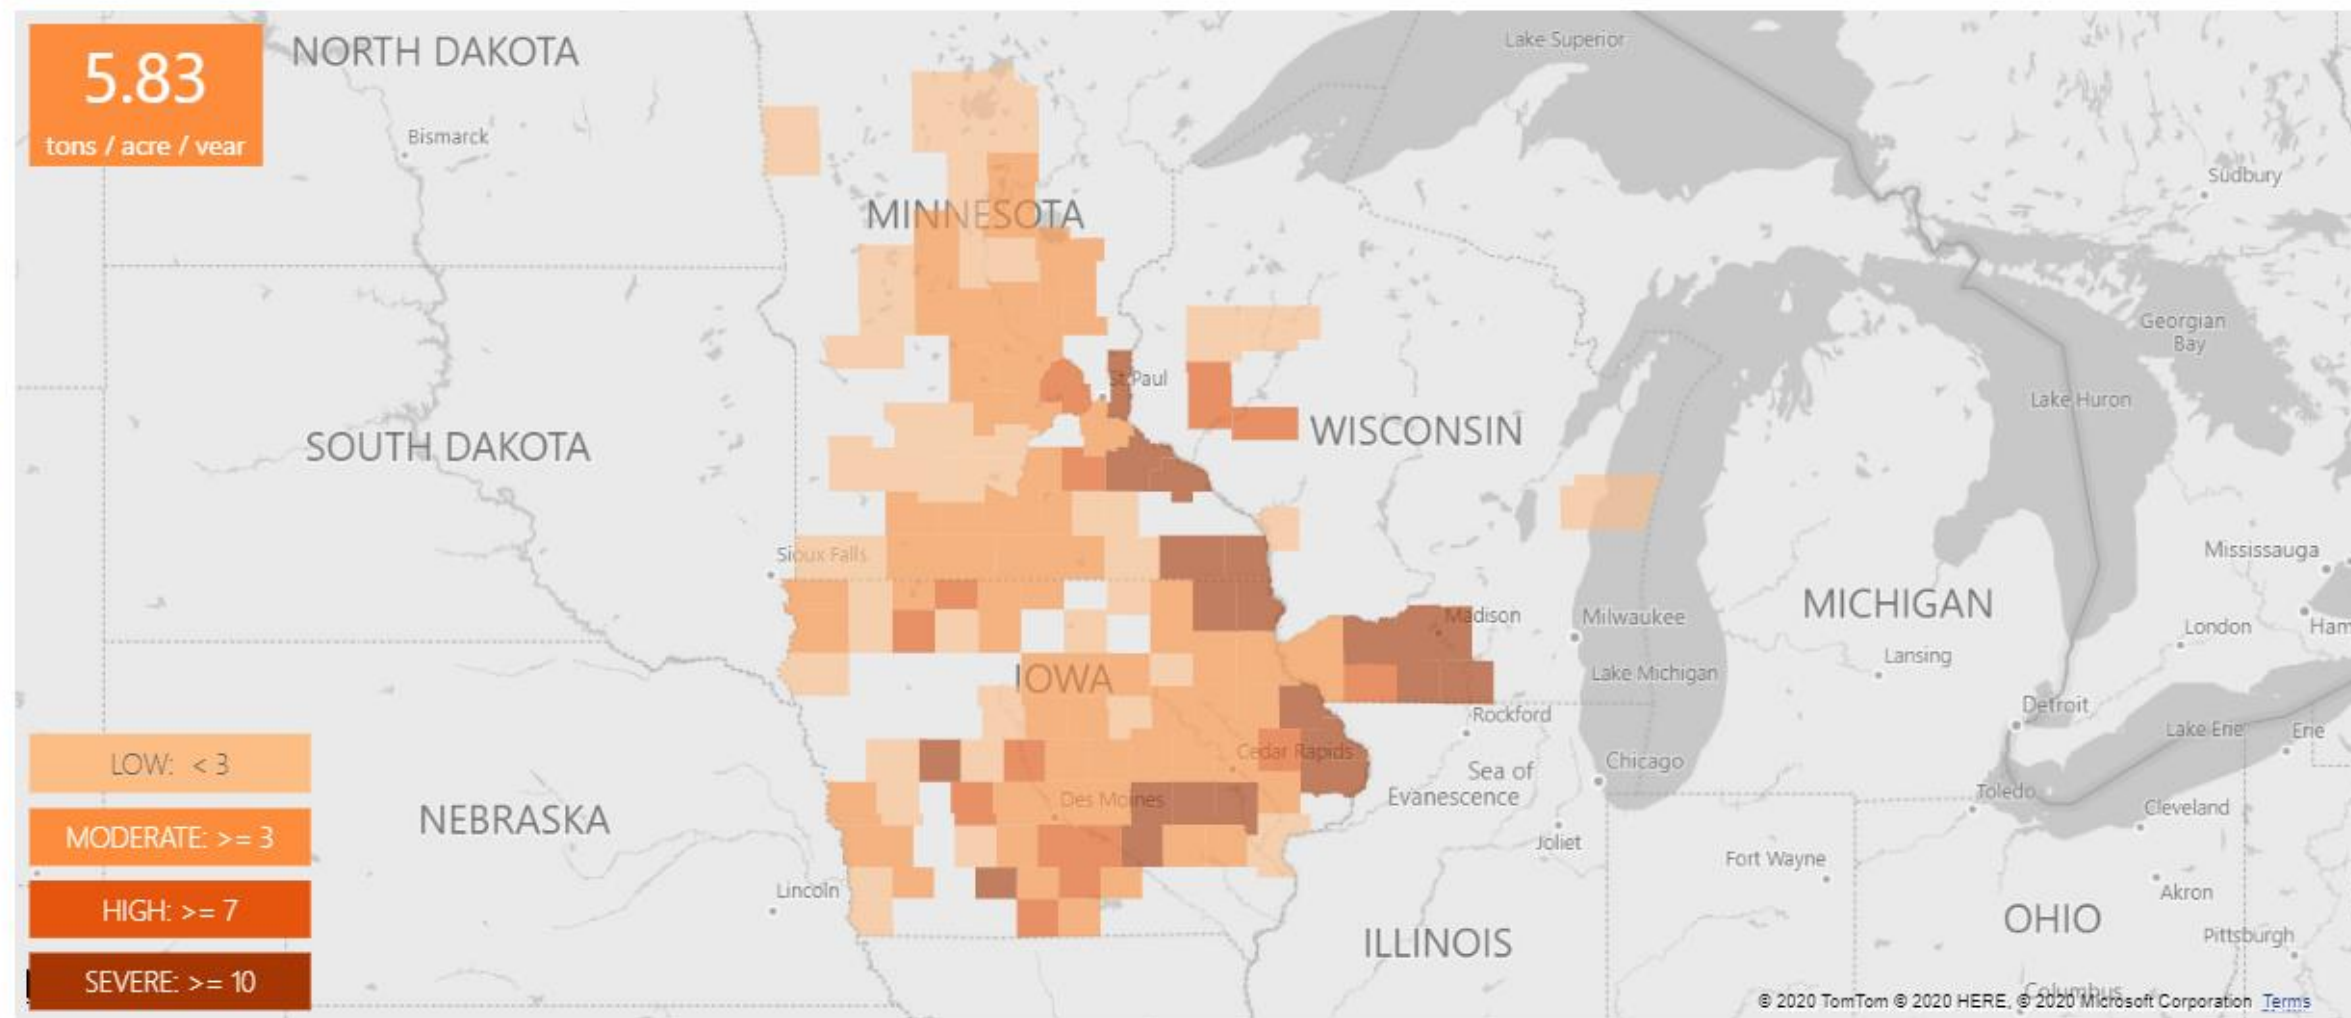 5.83
tons / acre / year
NORTH DAKOTA
Bismarck
Lake Superior
Sudbury
MINNESOTA
Georgian
Bay
St Paul
Lake Huron
WISCONSIN
SOUTH DAKOTA
Sioux Falls
Mississauga
MICHIGAN
Madison
Milwaukee
London
Ham
Lansing
IOWA
Lake Michigan
Detroit
Rockford
Lake Erie
Erie
Cedar Rapids
Chicago
Sea of
Evanescence
LOW: < 3
Des Moines
Toledo
Cleveland
NEBRASKA
MODERATE: >= 3
Joliet
Fort Wayne
Lincoln
Akron
HIGH: >= 7
OHIO
ILLINOIS
Pittsburgh
SEVERE: >= 10
Columbus
© 2020 TomTom © 2020 HERE, © 2020 Microsoft Corporation Terms